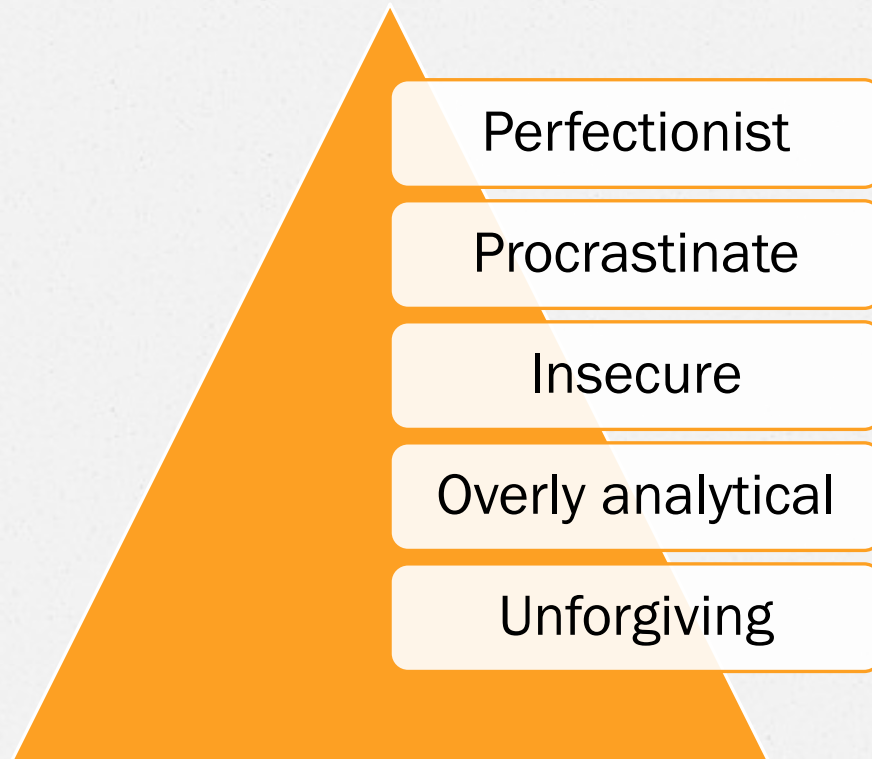 Perfectionist
Procrastinate
Insecure
Overly analytical
Unforgiving